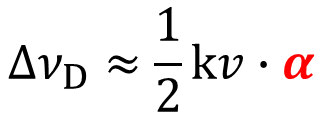 Δν_D ≈ 1/2 kv · α